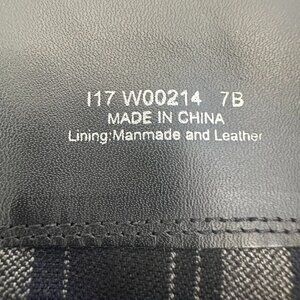 I17 W00214 7B
MADE IN CHINA
Lining:Manmade and Leather